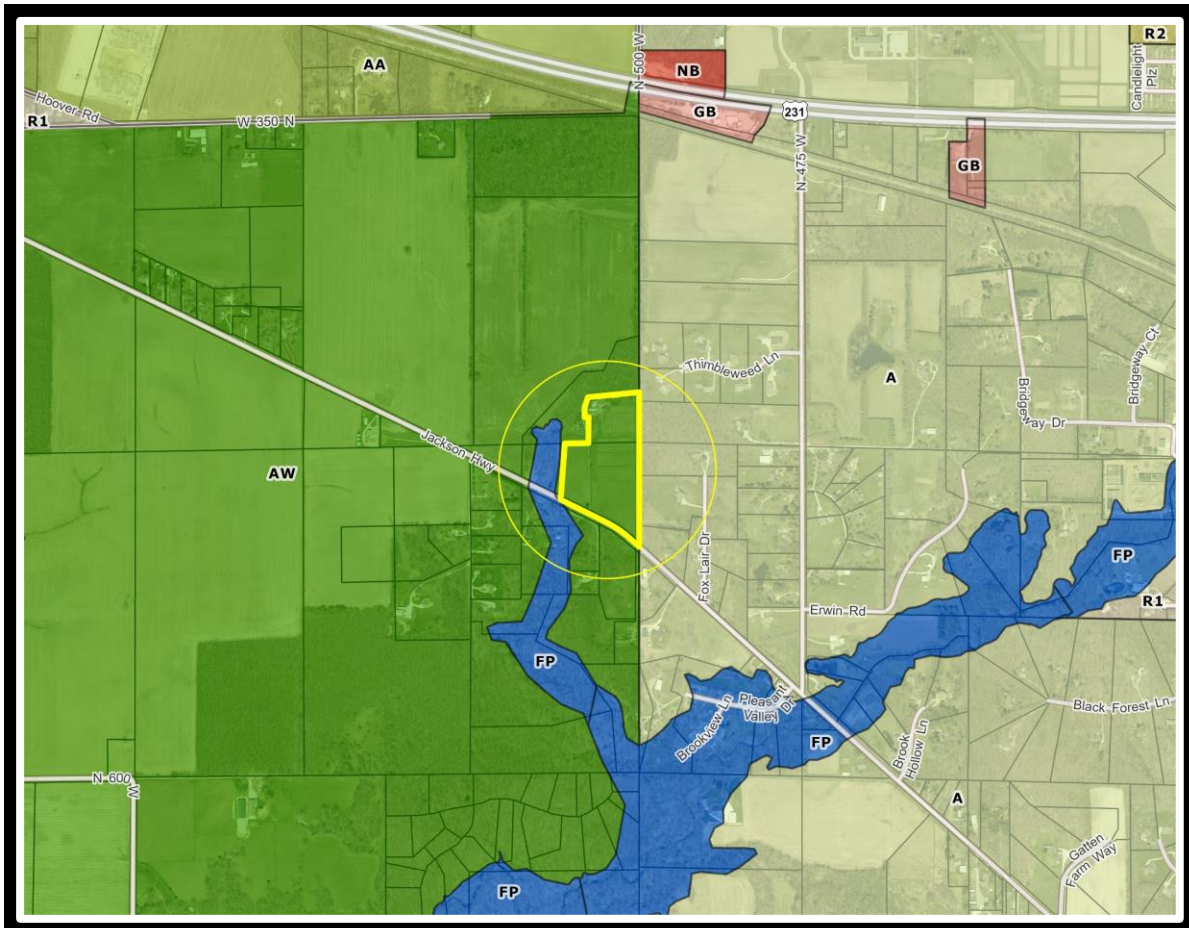 R2
AA
NB
N 500 W
Candlelight
Plz
Hoover Rd
R1
W 350 N
GB
231
N 475 W
GB
Thimbleweed Ln
A
Bridgeway Dr
Bridgeway Ct
Jackson Hwy
AW
Fox Lair Dr
FP
Erwin Rd
R1
FP
Pleasant
Valley Dr
Brookview Ln
Black Forest Ln
FP
Brook
Hollow Ln
N 600 W
A
Gatten
Farm Way
FP